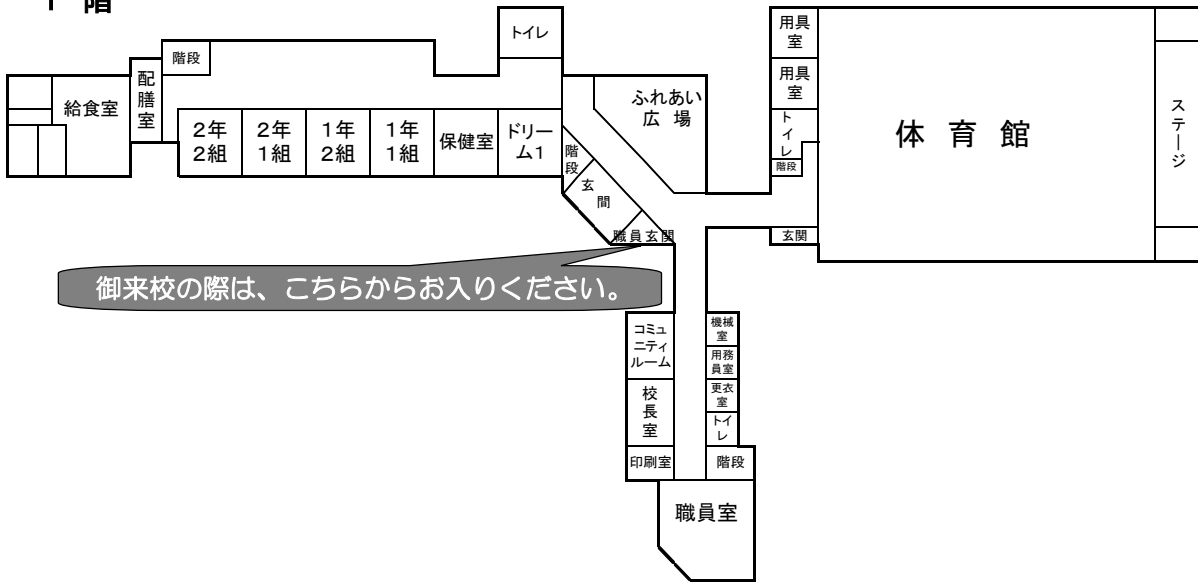 1 階
トイレ
階段
配膳室
給食室
2年
2組
2年
1組
1年
2組
1年
1組
保健室
ドリー
ム1
階段
玄
間
職員玄関
ふれあい
広 場
用具
室
用具
室
トイレ
階段
玄関
体 育 館
ステージ
御来校の際は、こちらからお入りください。
コミュ
ニティ
ルーム
校長室
印刷室
機械
室
用務
員室
更衣
室
トイ
レ
階段
職員室